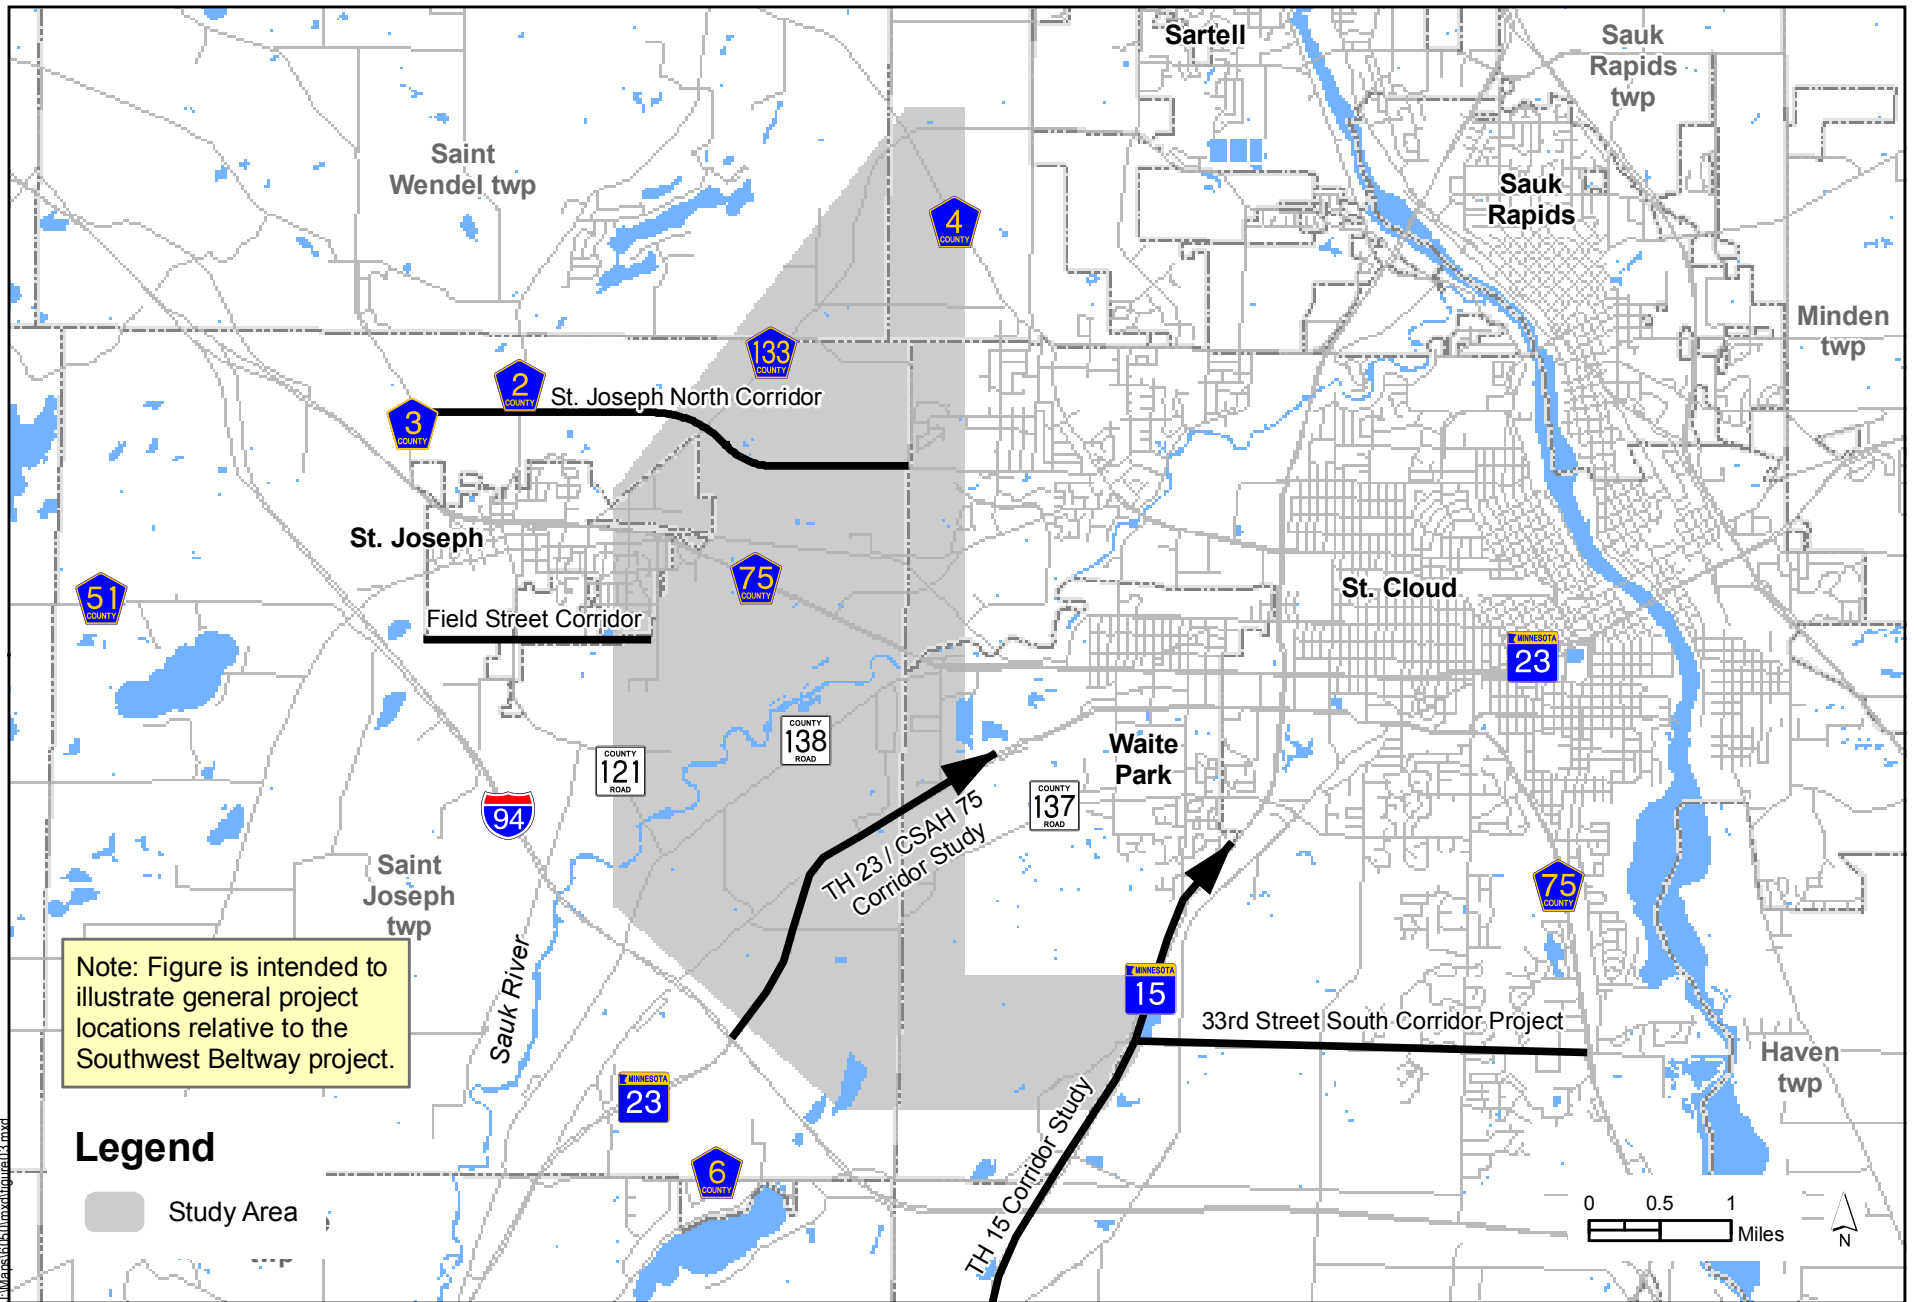 Sartell
Sauk
Rapids
twp
Saint
Wendel twp
Sauk
Rapids
4
COUNTY
Minden
twp
133
COUNTY
2
COUNTY
St. Joseph North Corridor
3
COUNTY
St. Joseph
75
COUNTY
51
COUNTY
St. Cloud
Field Street Corridor
MINNESOTA
23
COUNTY
138
ROAD
COUNTY
121
ROAD
Waite
Park
COUNTY
137
ROAD
94
TH 23 / CSAH 75
Corridor Study
Saint
Joseph
twp
75
COUNTY
Note: Figure is intended to
illustrate general project
locations relative to the
Southwest Beltway project.
Sauk River
MINNESOTA
15
33rd Street South Corridor Project
Haven
twp
MINNESOTA
23
TH 15 Corridor Study
Legend
6
COUNTY
Study Area
twp
0 0.5 1
Miles
N